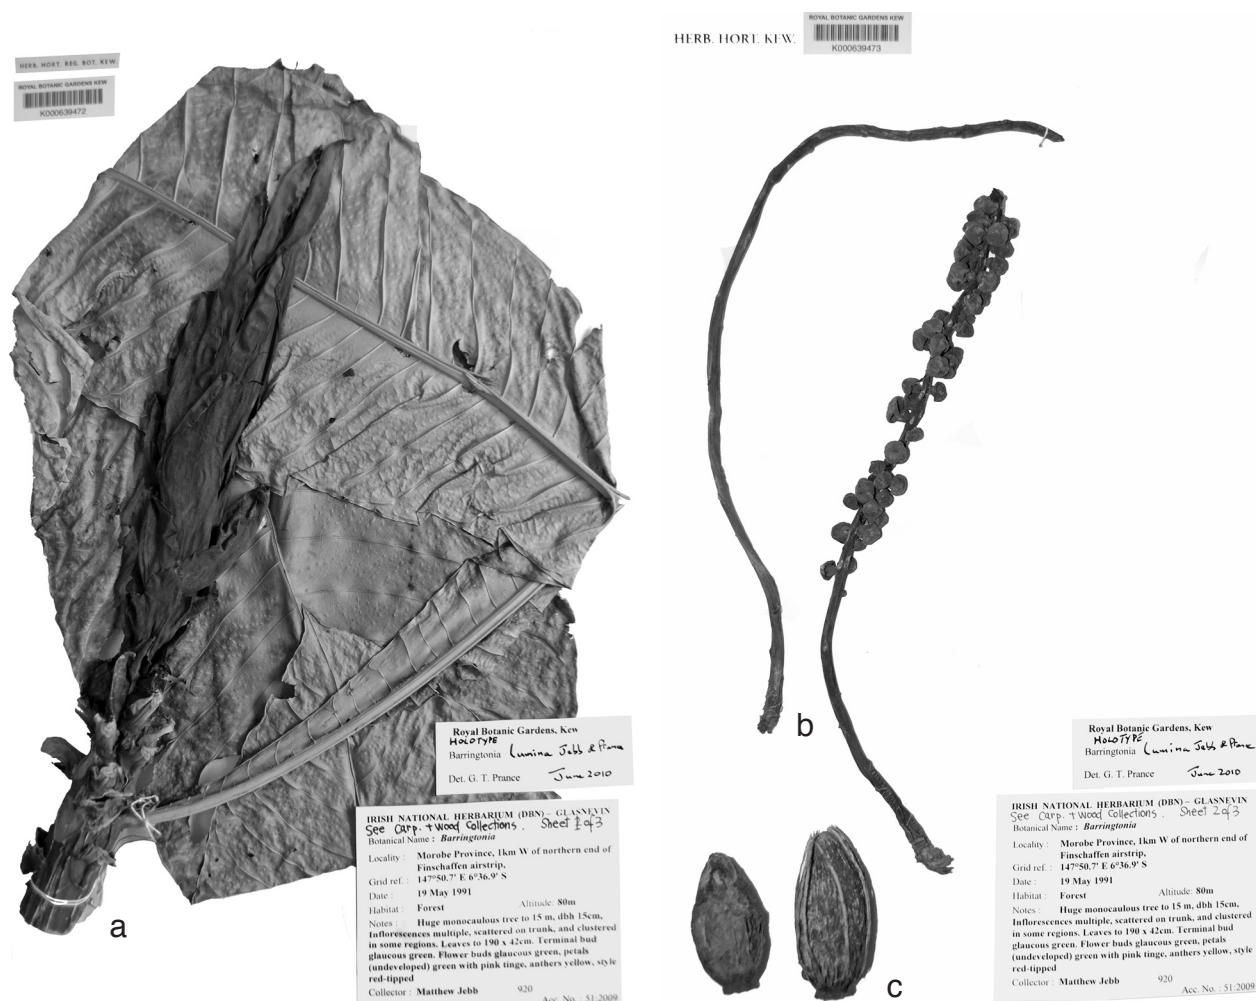 HERB. HORT. REG. BOT. KEW.
ROYAL BOTANIC GARDENS KEW
K000639472
a
Royal Botanic Gardens, Kew
HOLOTYPE
Barringtonia lumina Jebb & Prance
Det. G. T. Prance June 2010
IRISH NATIONAL HERBARIUM (DBN) – GLASNEVIN
See Carp. + Wood Collections. Sheet 1 of 3
Botanical Name : Barringtonia
Locality : Morobe Province, 1km W of northern end of
Finschaffen airstrip,
Grid ref. : 147°50.7' E 6°36.9' S
Date : 19 May 1991
Habitat : Forest Altitude: 80m
Notes : Huge monocaulous tree to 15 m, dbh 15cm,
Inflorescences multiple, scattered on trunk, and clustered
in some regions. Leaves to 190 x 42cm. Terminal bud
glaucous green. Flower buds glaucous green, petals
(undeveloped) green with pink tinge, anthers yellow, style
red-tipped
Collector : Matthew Jebb 920
Acc. No. : 51:2009
HERB. HORT. KEW.
ROYAL BOTANIC GARDENS KEW
K000639473
b
c
Royal Botanic Gardens, Kew
HOLOTYPE
Barringtonia lumina Jebb & Prance
Det. G. T. Prance June 2010
IRISH NATIONAL HERBARIUM (DBN) – GLASNEVIN
See Carp. + Wood Collections. Sheet 2 of 3
Botanical Name : Barringtonia
Locality : Morobe Province, 1km W of northern end of
Finschaffen airstrip,
Grid ref. : 147°50.7' E 6°36.9' S
Date : 19 May 1991
Habitat : Forest Altitude: 80m
Notes : Huge monocaulous tree to 15 m, dbh 15cm,
Inflorescences multiple, scattered on trunk, and clustered
in some regions. Leaves to 190 x 42cm. Terminal bud
glaucous green. Flower buds glaucous green, petals
(undeveloped) green with pink tinge, anthers yellow, style
red-tipped
Collector : Matthew Jebb 920
Acc. No. : 51:2009